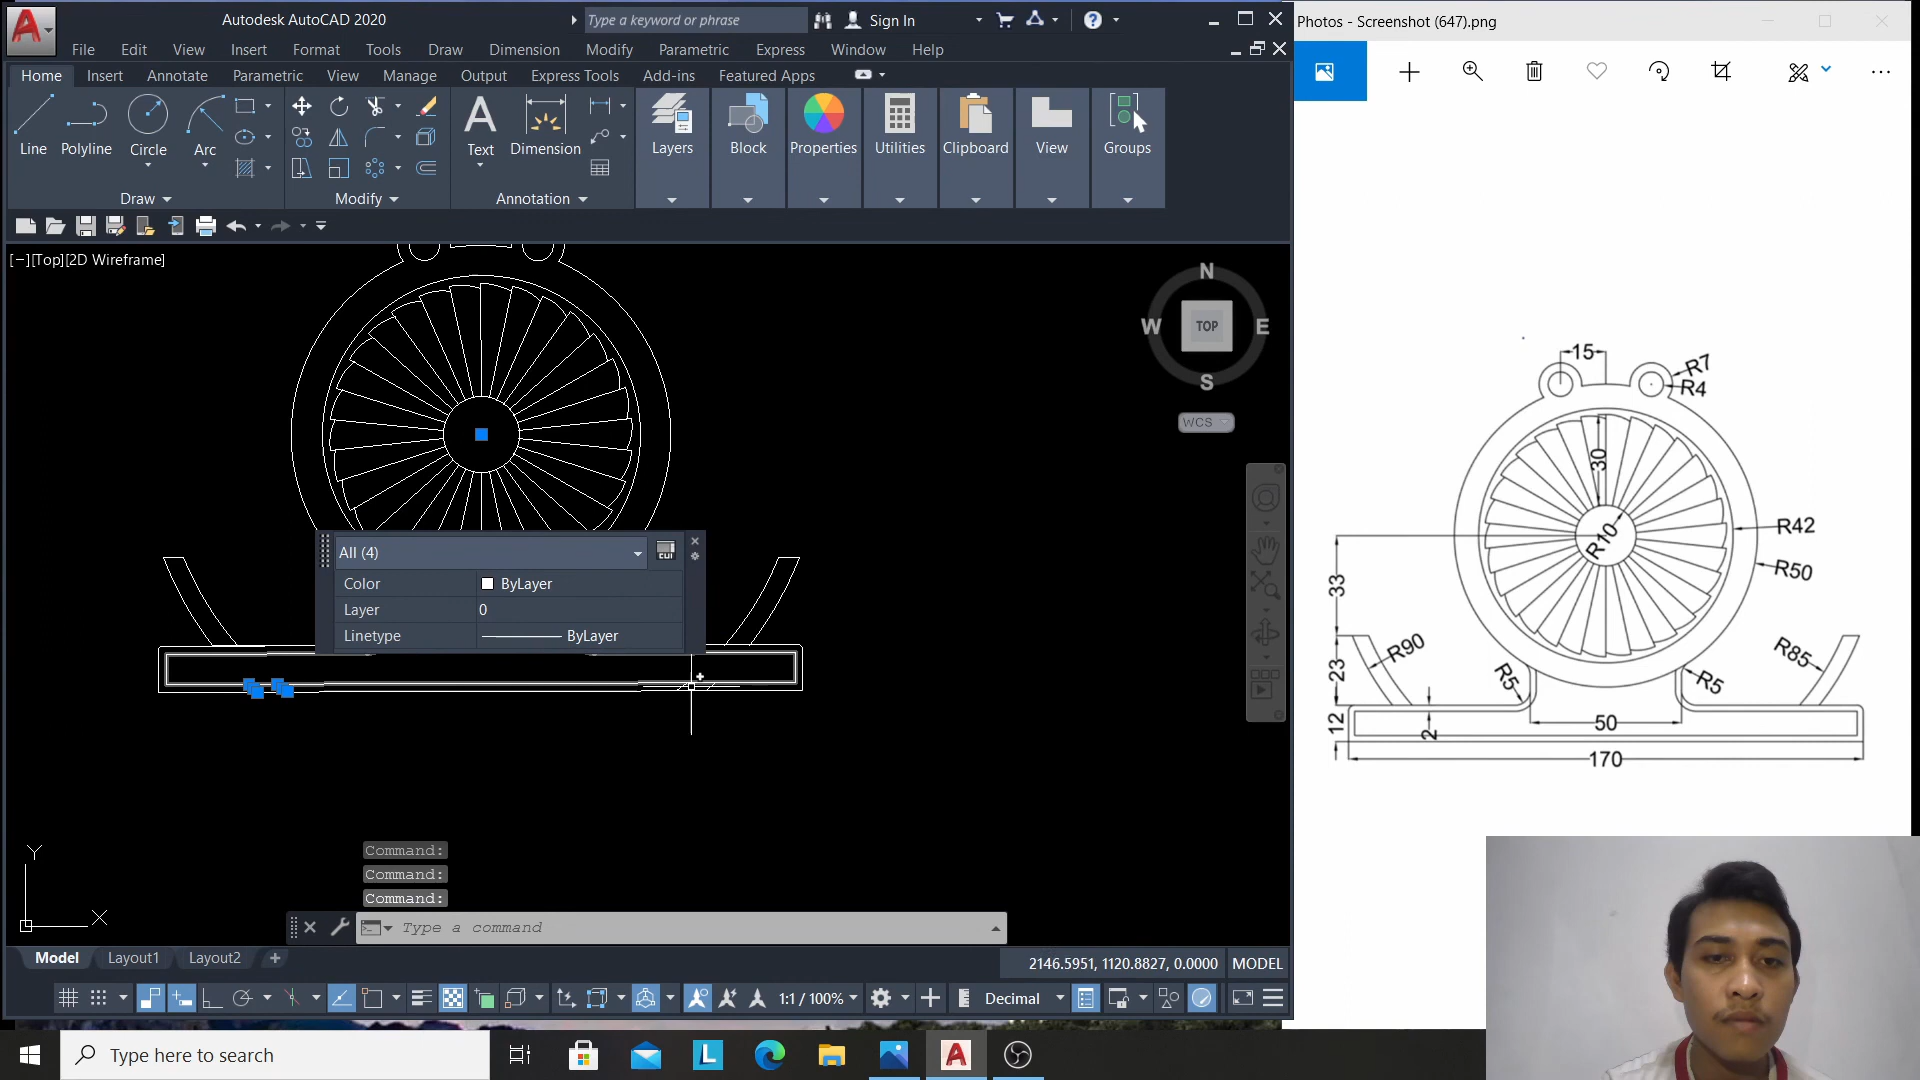 Autodesk AutoCAD 2020
Type a keyword or phrase
Sign In
Photos - Screenshot (647).png
File Edit View Insert Format Tools Draw Dimension Modify Parametric Express Window Help
Home Insert Annotate Parametric View Manage Output Express Tools Add-ins Featured Apps
Line Polyline Circle Arc Text Dimension Layers Block Properties Utilities Clipboard View Groups
Draw Modify Annotation
[−][Top][2D Wireframe]
N
W TOP E
S
WCS
All (4)
CUI
Color ByLayer
Layer 0
Linetype ByLayer
15
R7
R4
30
R10
R42
R50
33
R90
R85
23
R5
R5
12
2
50
170
Y
X
Command:
Command:
Command:
Type a command
Model Layout1 Layout2
2146.5951, 1120.8827, 0.0000 MODEL
1:1 / 100% Decimal
Type here to search